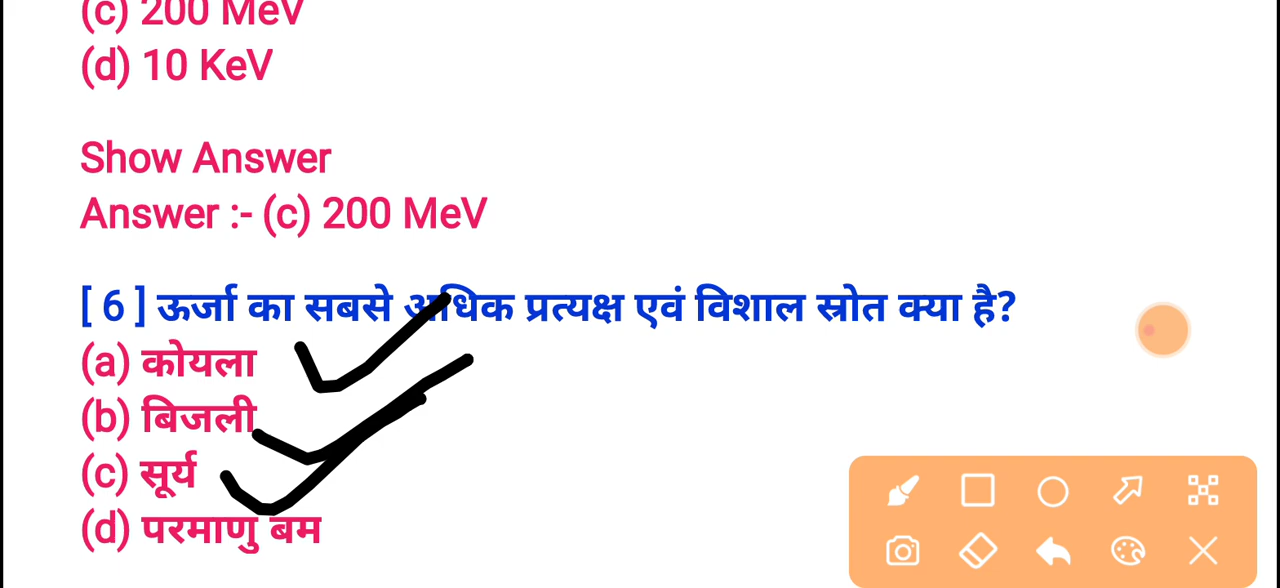 (c) 200 MeV
(d) 10 KeV
Show Answer
Answer :- (c) 200 MeV
[ 6 ] ऊर्जा का सबसे अधिक प्रत्यक्ष एवं विशाल स्रोत क्या है?
(a) कोयला
(b) बिजली
(c) सूर्य
(d) परमाणु बम